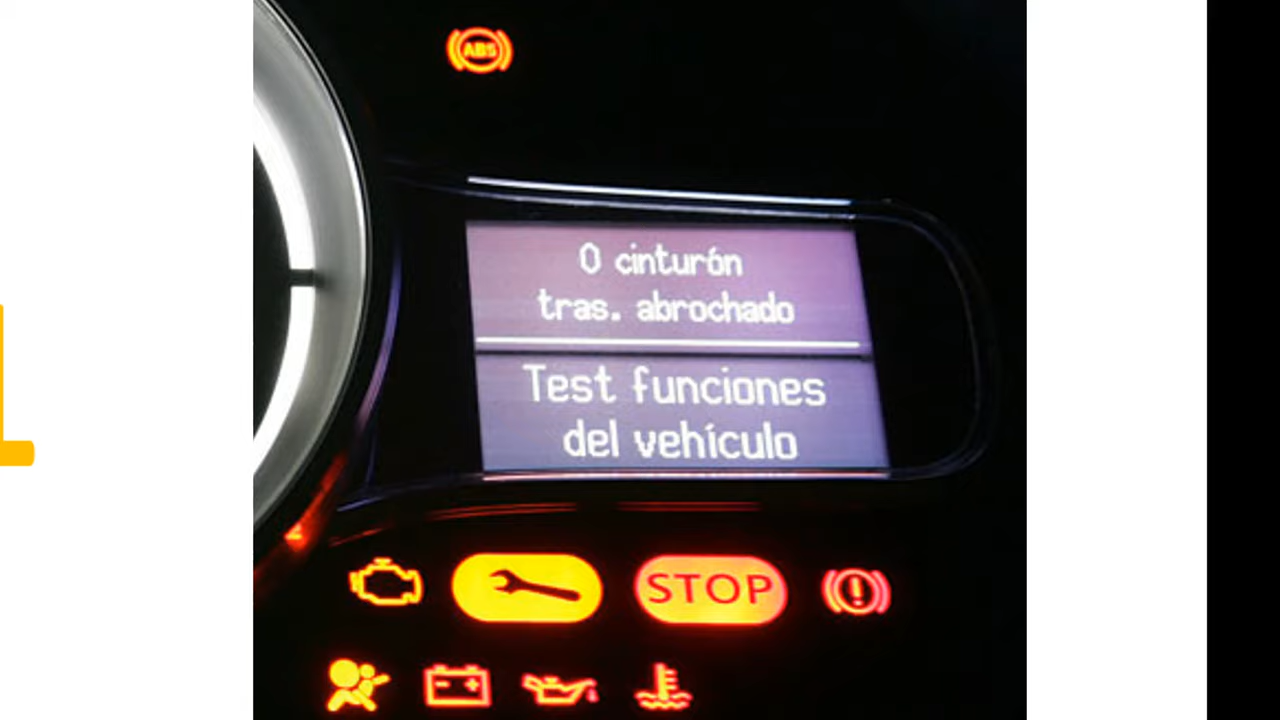 ABS
0 cinturón
tras. abrochado
Test funciones
del vehículo
STOP